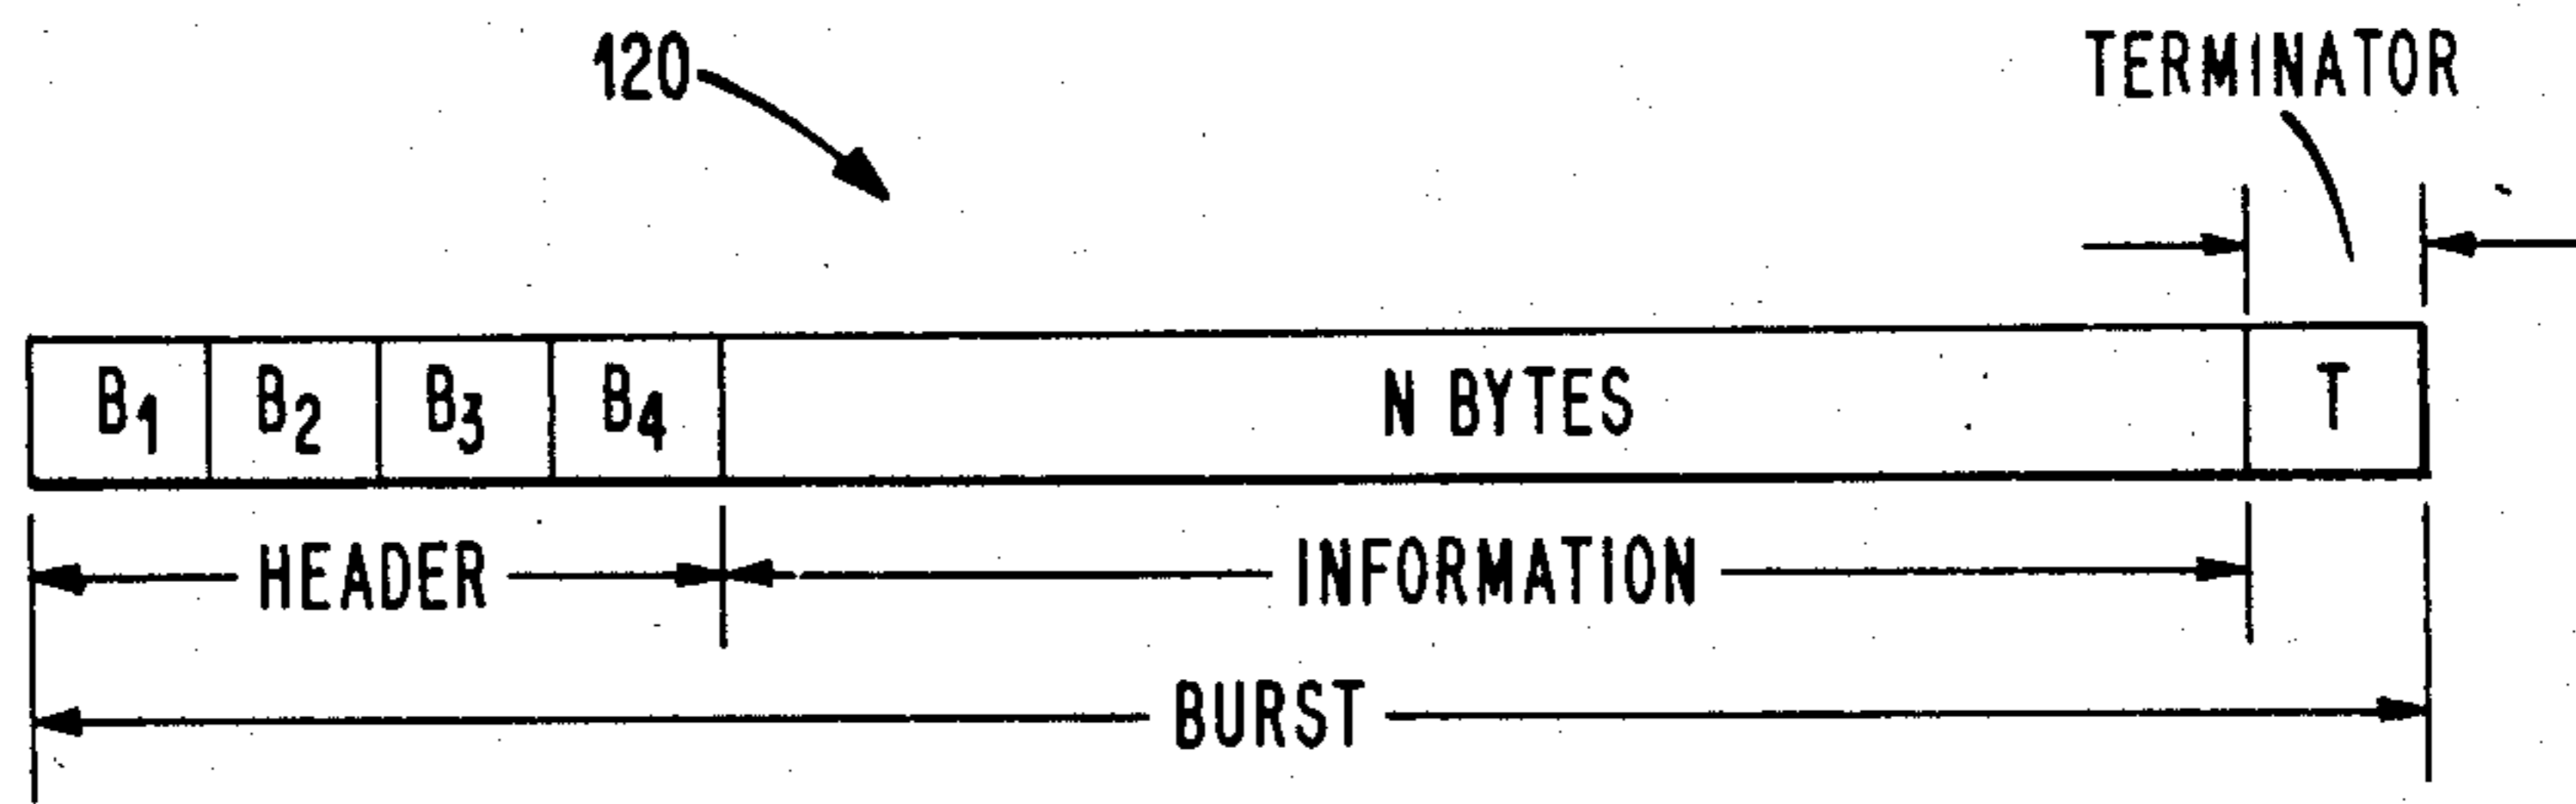 120
TERMINATOR
B1 B2 B3 B4 N BYTES T
HEADER INFORMATION
BURST